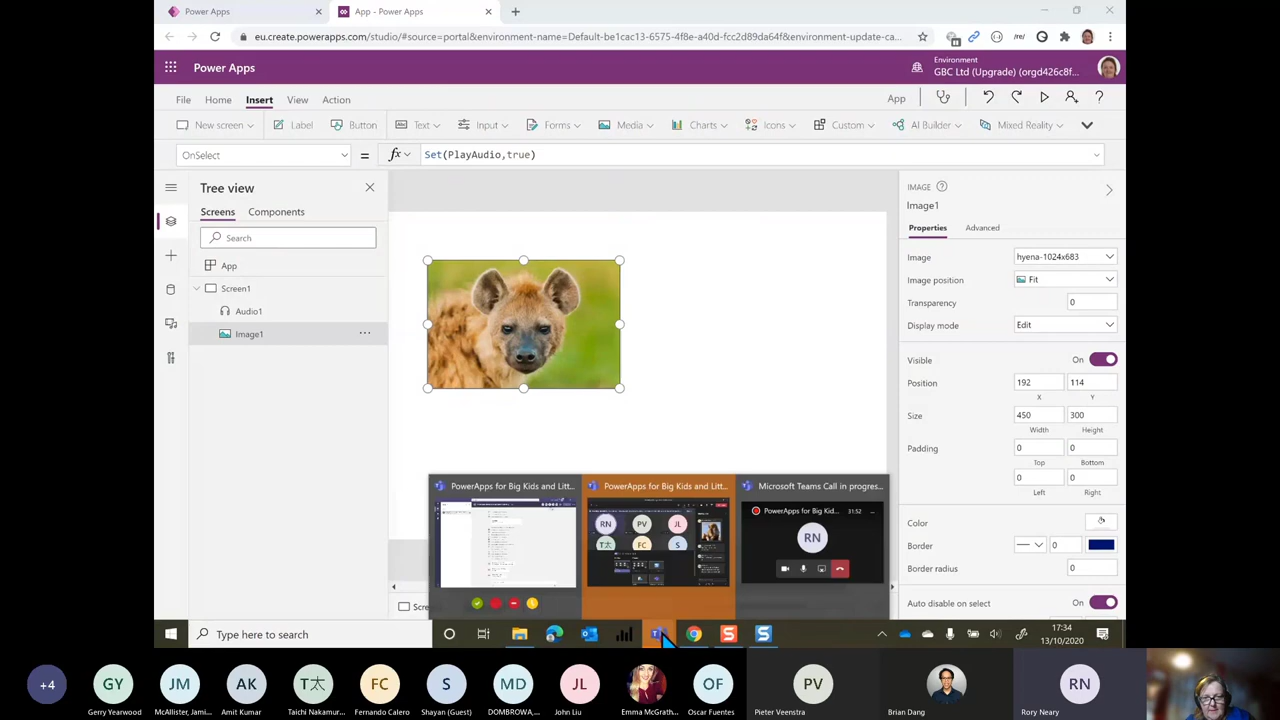 Power Apps
App - Power Apps
eu.create.powerapps.com/studio/#source=portal&environment-name=Default-be1cac13-6575-4f8e-a40d-fcc2d89da64f&environment-update-ca...
Power Apps
Environment
GBC Ltd (Upgrade) (orgd426c8f...
File Home Insert View Action
App
New screen Label Button Text Input Forms Media Charts Icons Custom AI Builder Mixed Reality
OnSelect = fx Set(PlayAudio,true)
Tree view
Screens Components
Search
App
Screen1
Audio1
Image1
IMAGE
Image1
Properties Advanced
Image hyena-1024x683
Image position Fit
Transparency 0
Display mode Edit
Visible On
Position 192 114
X Y
Size 450 300
Width Height
Padding 0 0
Top Bottom
0 0
Left Right
Color
Border 0
Border radius 0
Auto disable on select On
PowerApps for Big Kids and Litt...
PowerApps for Big Kids and Litt...
Microsoft Teams Call in progres...
PowerApps for Big Kid... 31:52
RN
RN PV JL
T太 FC S
Scree
Type here to search
17:34
13/10/2020
+4 GY JM AK T太 FC S MD JL OF PV RN
Gerry Yearwood McAllister, Jami... Amit Kumar Taichi Nakamur... Fernando Calero Shayan (Guest) DOMBROWA, ... John Liu Emma McGrath... Oscar Fuentes Pieter Veenstra Brian Dang Rory Neary